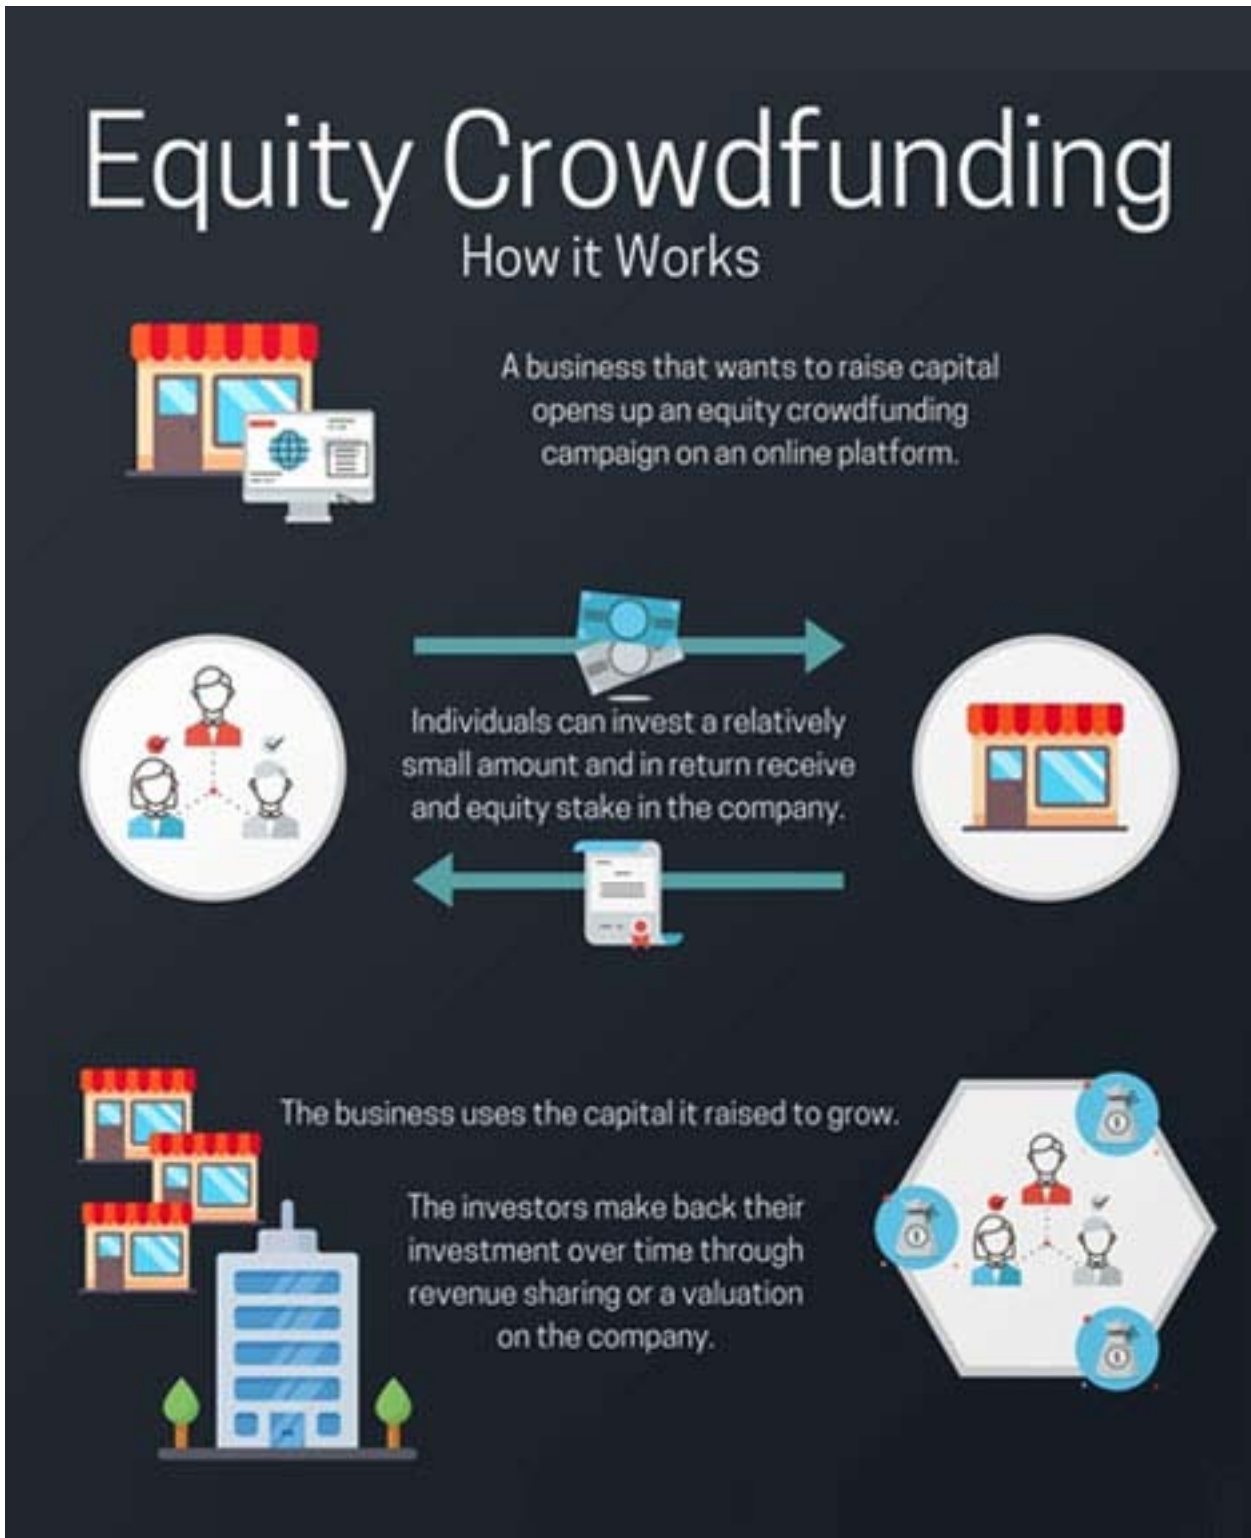 Equity Crowdfunding
How it Works
A business that wants to raise capital
opens up an equity crowdfunding
campaign on an online platform.
Individuals can invest a relatively
small amount and in return receive
and equity stake in the company.
The business uses the capital it raised to grow.
The investors make back their
investment over time through
revenue sharing or a valuation
on the company.